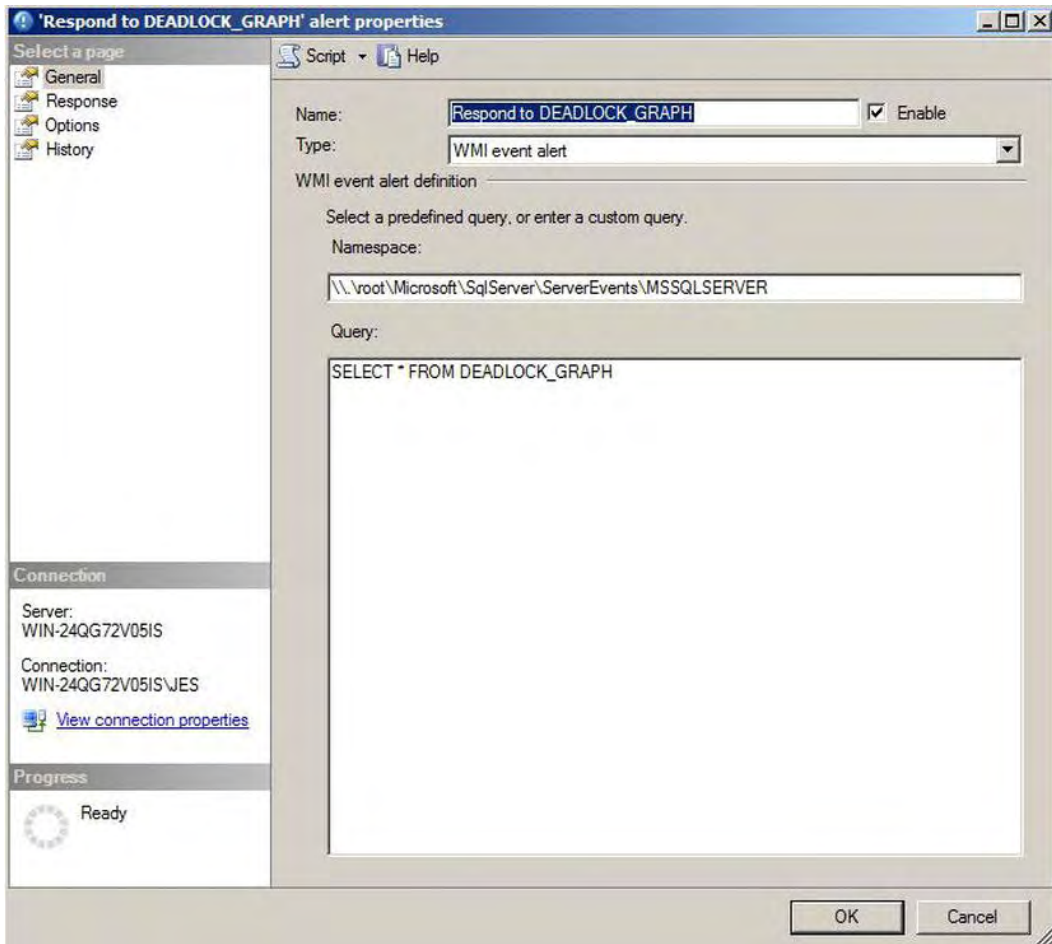 'Respond to DEADLOCK_GRAPH' alert properties
Select a page
General
Response
Options
History
Script Help
Name: Respond to DEADLOCK_GRAPH Enable
Type: WMI event alert
WMI event alert definition
Select a predefined query, or enter a custom query.
Namespace:
\\.\root\Microsoft\SqlServer\ServerEvents\MSSQLSERVER
Query:
SELECT * FROM DEADLOCK_GRAPH
Connection
Server:
WIN-24QG72V05IS
Connection:
WIN-24QG72V05IS\JES
View connection properties
Progress
Ready
OK Cancel